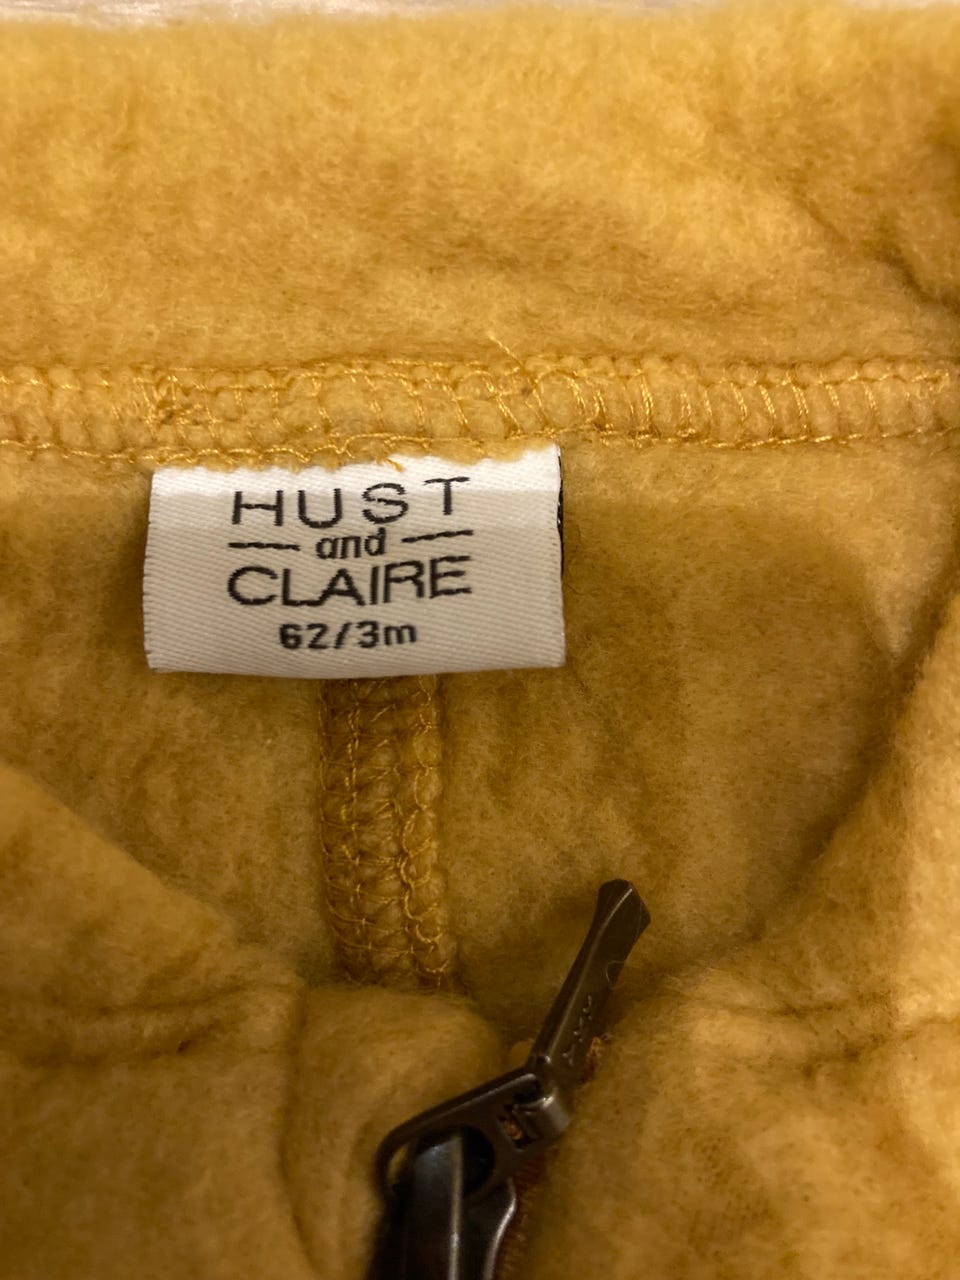 HUST
and
CLAIRE
62/3m